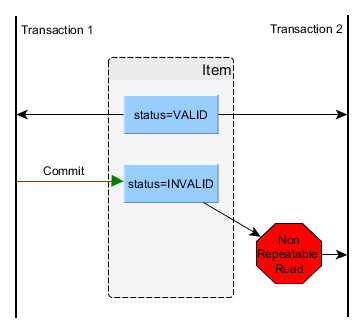 Transaction 1
Transaction 2
Item
status=VALID
Commit
status=INVALID
Non
Repeatable
Read